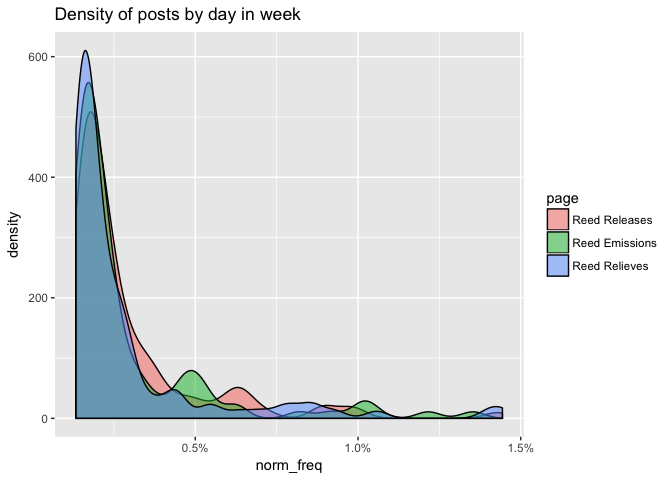 Density of posts by day in week
600
400
200
0
density
0.5%
1.0%
1.5%
norm_freq
page
Reed Releases
Reed Emissions
Reed Relieves